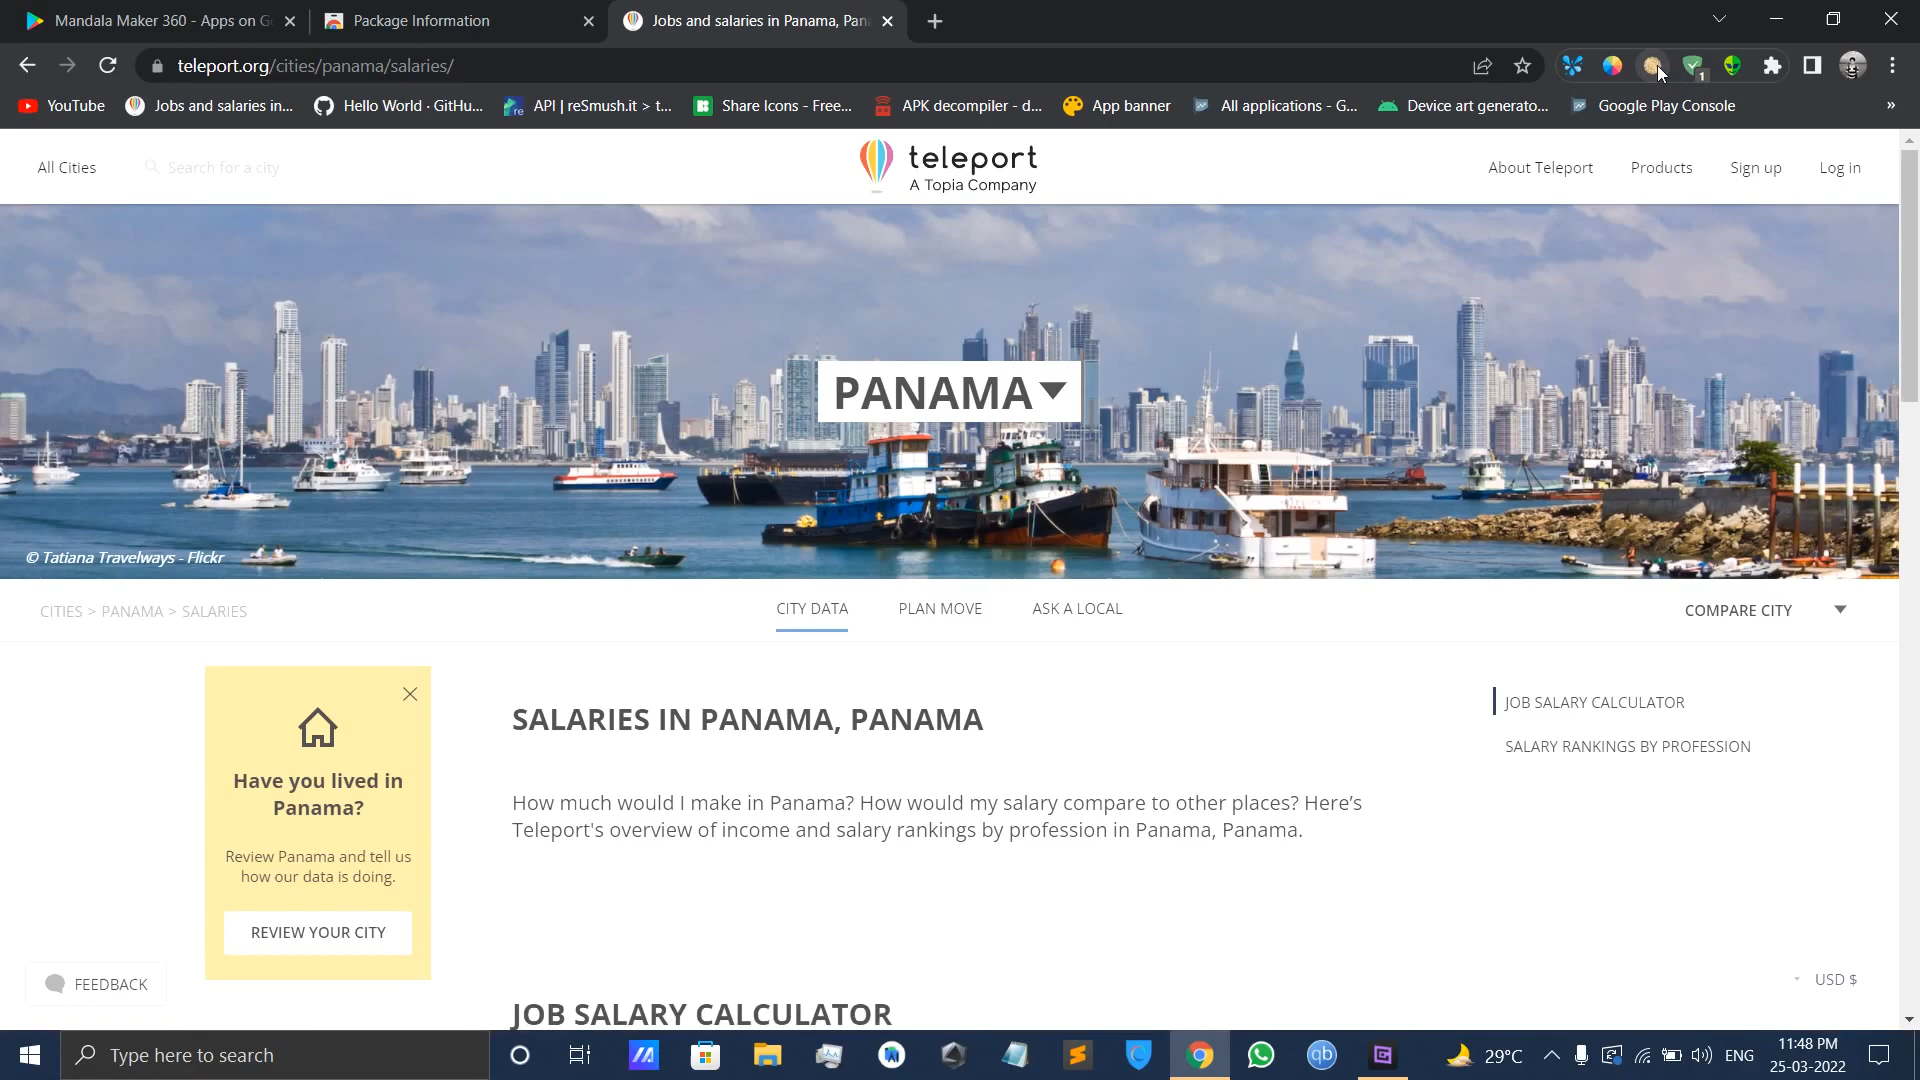 Mandala Maker 360 - Apps on G
Package Information
Jobs and salaries in Panama, Pan
teleport.org/cities/panama/salaries/
1
YouTube
Jobs and salaries in...
Hello World · GitHu...
API | reSmush.it > t...
Share Icons - Free...
APK decompiler - d...
App banner
All applications - G...
Device art generato...
Google Play Console
»
All Cities
Search for a city
teleport
A Topia Company
About Teleport
Products
Sign up
Log in
PANAMA
© Tatiana Travelways - Flickr
CITIES > PANAMA > SALARIES
CITY DATA
PLAN MOVE
ASK A LOCAL
COMPARE CITY
Have you lived in
Panama?
Review Panama and tell us
how our data is doing.
REVIEW YOUR CITY
SALARIES IN PANAMA, PANAMA
How much would I make in Panama? How would my salary compare to other places? Here’s
Teleport's overview of income and salary rankings by profession in Panama, Panama.
JOB SALARY CALCULATOR
SALARY RANKINGS BY PROFESSION
USD $
FEEDBACK
JOB SALARY CALCULATOR
Type here to search
qb
29°C
ENG
11:48 PM
25-03-2022